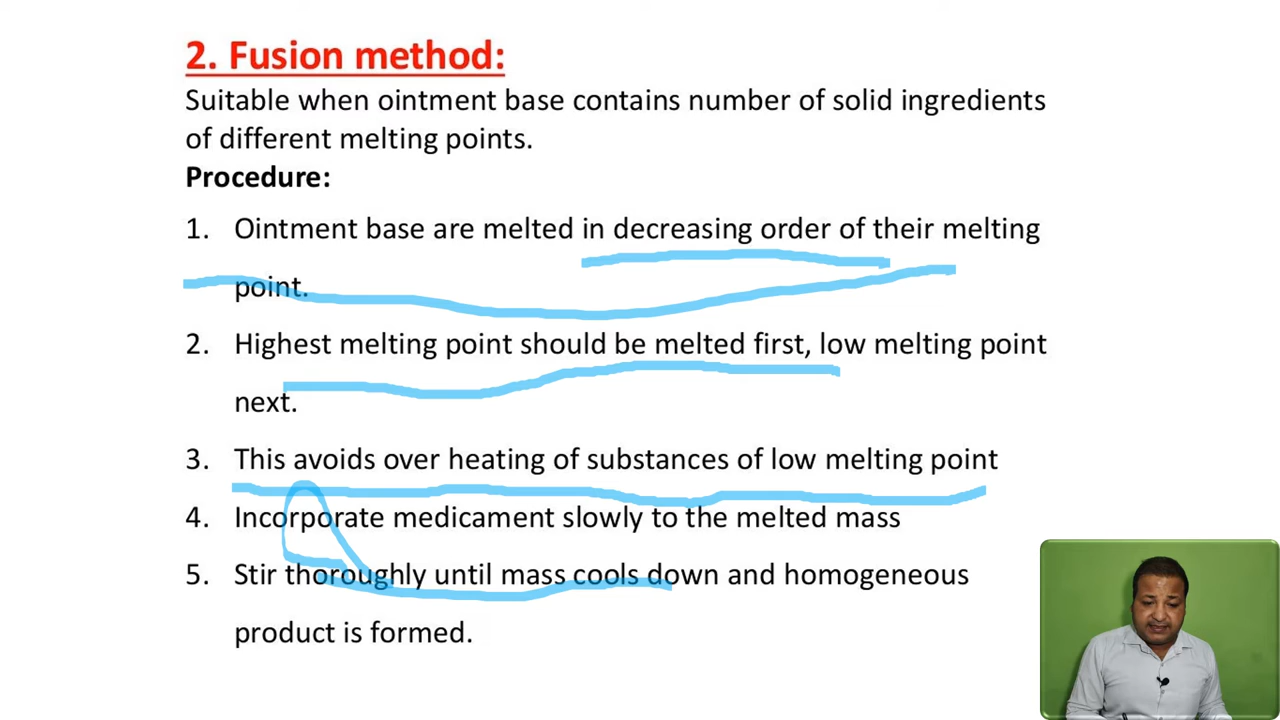 2. Fusion method:
Suitable when ointment base contains number of solid ingredients
of different melting points.
Procedure:
1. Ointment base are melted in decreasing order of their melting
point.
2. Highest melting point should be melted first, low melting point
next.
3. This avoids over heating of substances of low melting point
4. Incorporate medicament slowly to the melted mass
5. Stir thoroughly until mass cools down and homogeneous
product is formed.